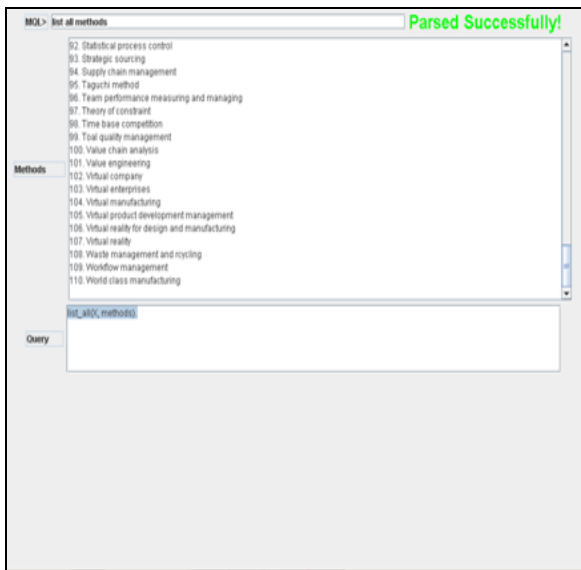 MQL> list all methods Parsed Successfully!
92. Statistical process control
93. Strategic sourcing
94. Supply chain management
95. Taguchi method
96. Team performance measuring and managing
97. Theory of constraint
98. Time base competition
99. Toal quality management
100. Value chain analysis
101. Value engineering
Methods
102. Virtual company
103. Virtual enterprises
104. Virtual manufacturing
105. Virtual product development management
106. Virtual reality for design and manufacturing
107. Virtual reality
108. Waste management and rcycling
109. Workflow management
110. World class manufacturing
list_all(X, methods).
Query